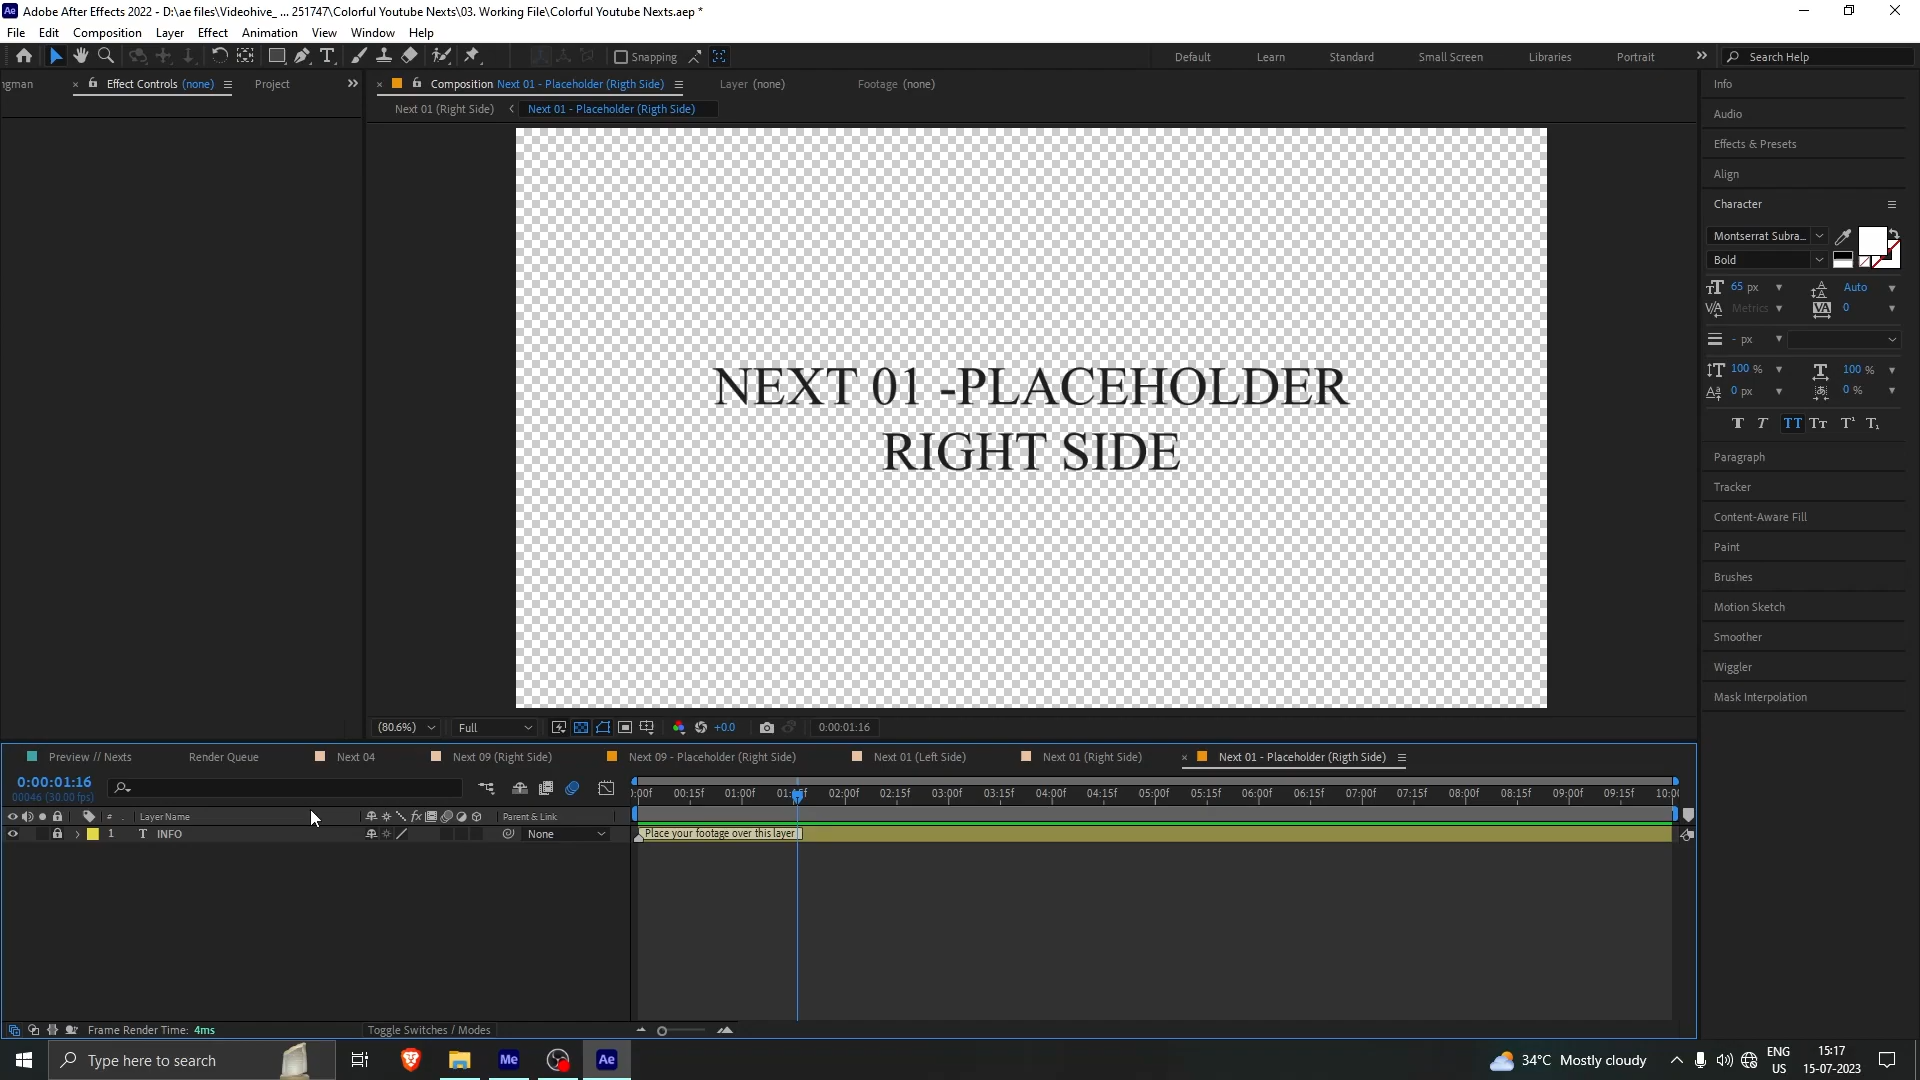 Adobe After Effects 2022 - D:\ae files\Videohive_ ... 251747\Colorful Youtube Nexts\03. Working File\Colorful Youtube Nexts.aep *
File Edit Composition Layer Effect Animation View Window Help
Snapping
Default Learn Standard Small Screen Libraries Portrait
Search Help
ngman
Effect Controls (none)
Project
Composition Next 01 - Placeholder (Rigth Side)
Layer (none)
Footage (none)
Next 01 (Right Side)
Next 01 - Placeholder (Rigth Side)
NEXT 01 -PLACEHOLDER
RIGHT SIDE
Info
Audio
Effects & Presets
Align
Character
Montserrat Subra...
Bold
65 px
Auto
Metrics
0
- px
100 %
100 %
0 px
0 %
Paragraph
Tracker
Content-Aware Fill
Paint
Brushes
Motion Sketch
Smoother
Wiggler
Mask Interpolation
(80.6%)
Full
+0.0
0:00:01:16
Preview // Nexts
Render Queue
Next 04
Next 09 (Right Side)
Next 09 - Placeholder (Right Side)
Next 01 (Left Side)
Next 01 (Right Side)
Next 01 - Placeholder (Rigth Side)
0:00:01:16
00046 (30.00 fps)
00:15f 01:00f 02:00f 02:15f 03:00f 03:15f 04:00f 04:15f 05:00f 05:15f 06:00f 06:15f 07:00f 07:15f 08:00f 08:15f 09:00f 09:15f 10:00
# Layer Name
Parent & Link
1 T INFO
None
Place your footage over this layer
Frame Render Time: 4ms
Toggle Switches / Modes
Type here to search
Me
Ae
34°C Mostly cloudy
ENG
US
15:17
15-07-2023